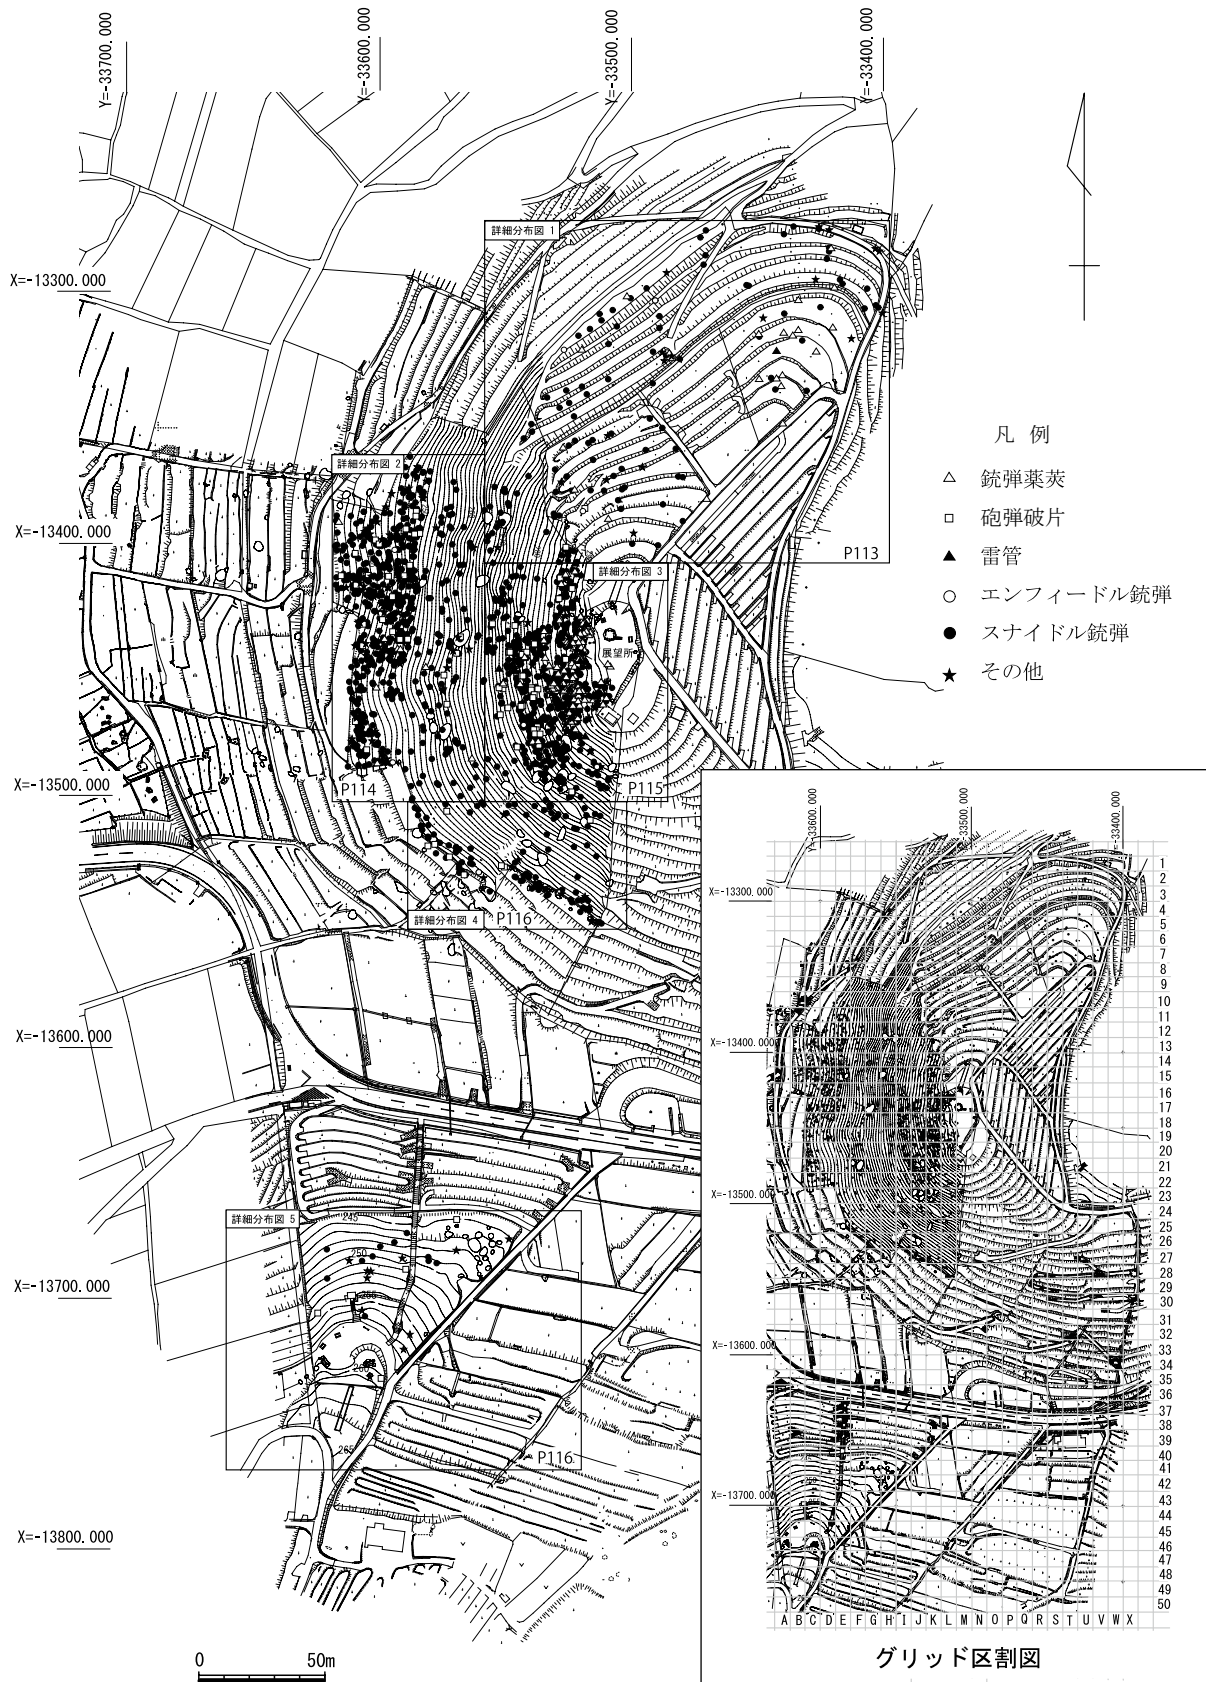 Y=-33700.000
Y=-33600.000
Y=-33500.000
Y=-33400.000
X=-13300.000
X=-13400.000
X=-13500.000
X=-13600.000
X=-13700.000
X=-13800.000
詳細分布図 1
P113
詳細分布図 2
P114
詳細分布図 3
展望所
P115
詳細分布図 4
P116
詳細分布図 5
245
250
265
P116
凡 例
△ 銃弾薬莢
□ 砲弾破片
▲ 雷管
○ エンフィードル銃弾
● スナイドル銃弾
★ その他
0 50m
Y=-33600.000
-33500.000
-33400.000
X=-13300.000
X=-13400.000
X=-13500.000
X=-13600.000
X=-13700.000
1
2
3
4
5
6
7
8
9
10
11
12
13
14
15
16
17
18
19
20
21
22
23
24
25
26
27
28
29
30
31
32
33
34
35
36
37
38
39
40
41
42
43
44
45
46
47
48
49
50
A B C D E F G H I J K L M N O P Q R S T U V W X
グリッド区割図